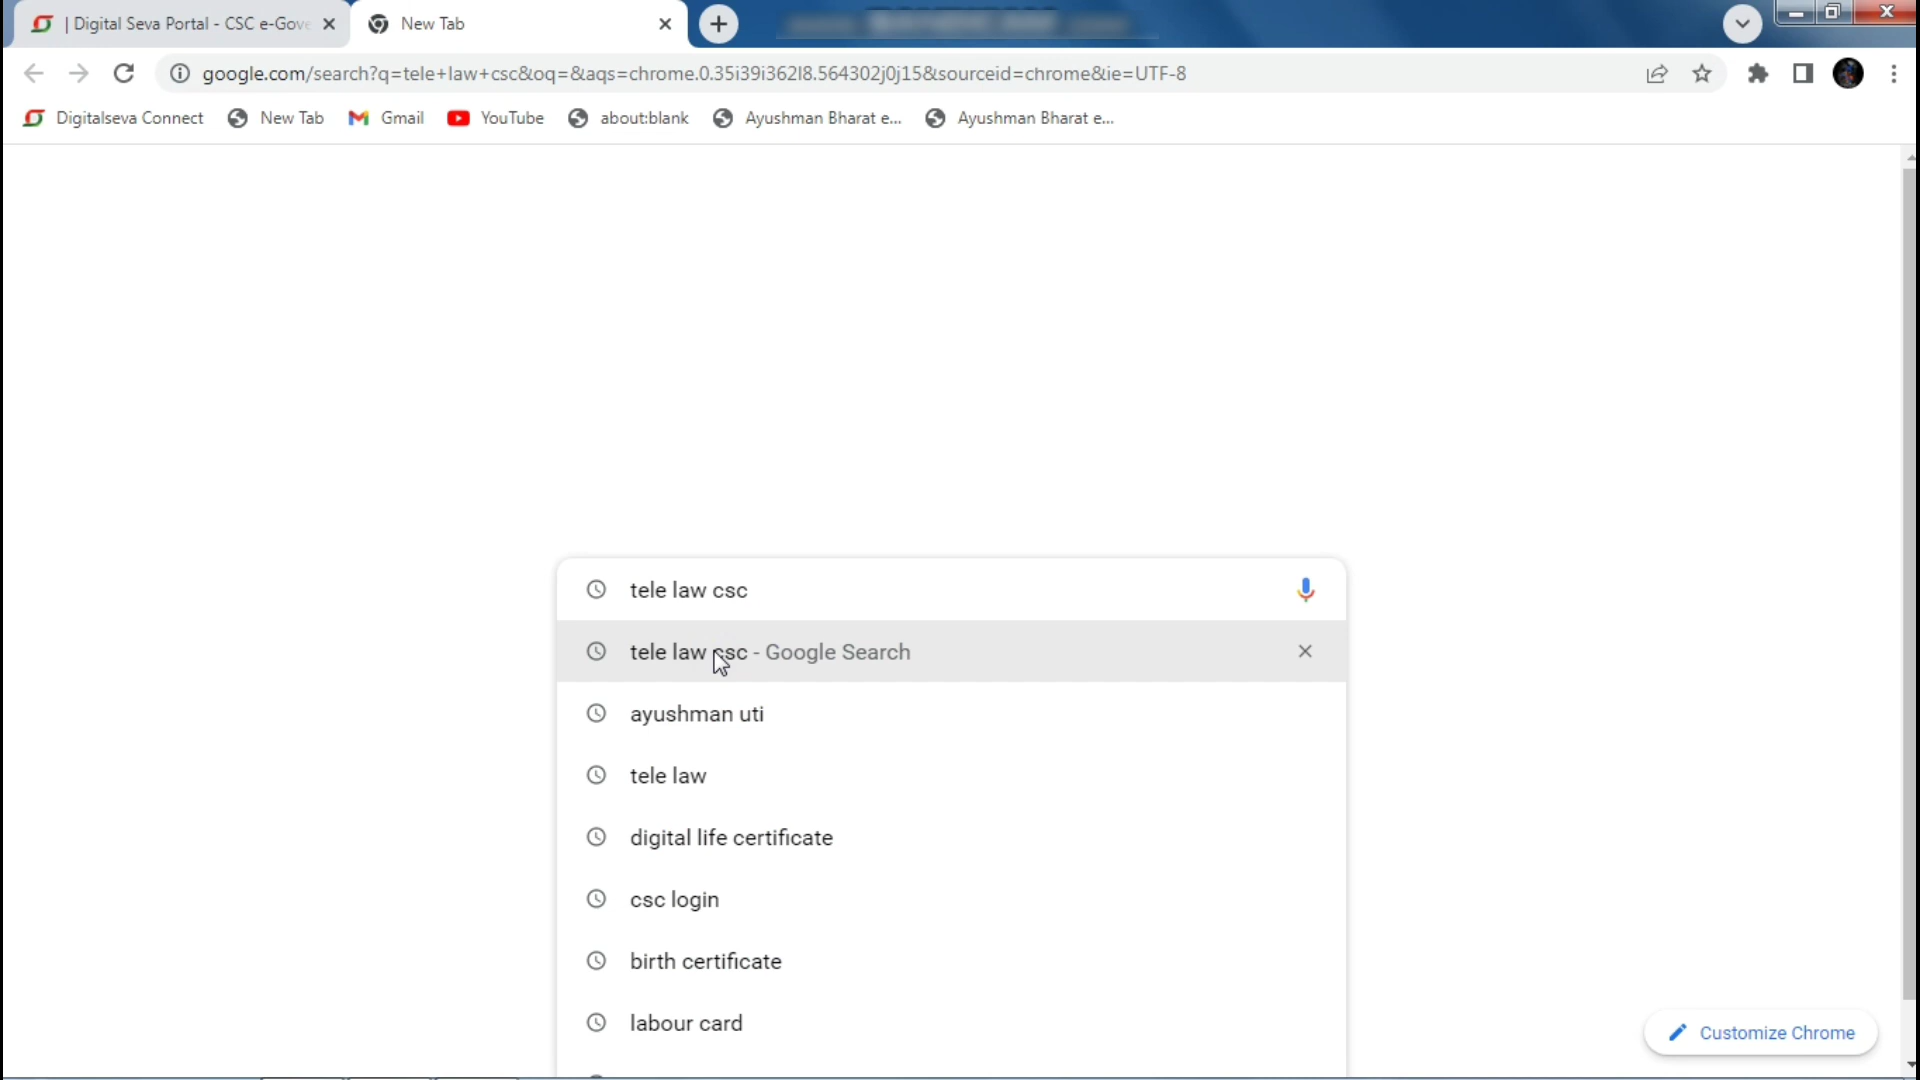 | Digital Seva Portal - CSC e-Gove
New Tab
google.com/search?q=tele+law+csc&oq=&aqs=chrome.0.35i39i362l8.564302j0j15&sourceid=chrome&ie=UTF-8
Digitalseva Connect
New Tab
Gmail
YouTube
about:blank
Ayushman Bharat e...
Ayushman Bharat e...
tele law csc
tele law csc - Google Search
ayushman uti
tele law
digital life certificate
csc login
birth certificate
labour card
Customize Chrome